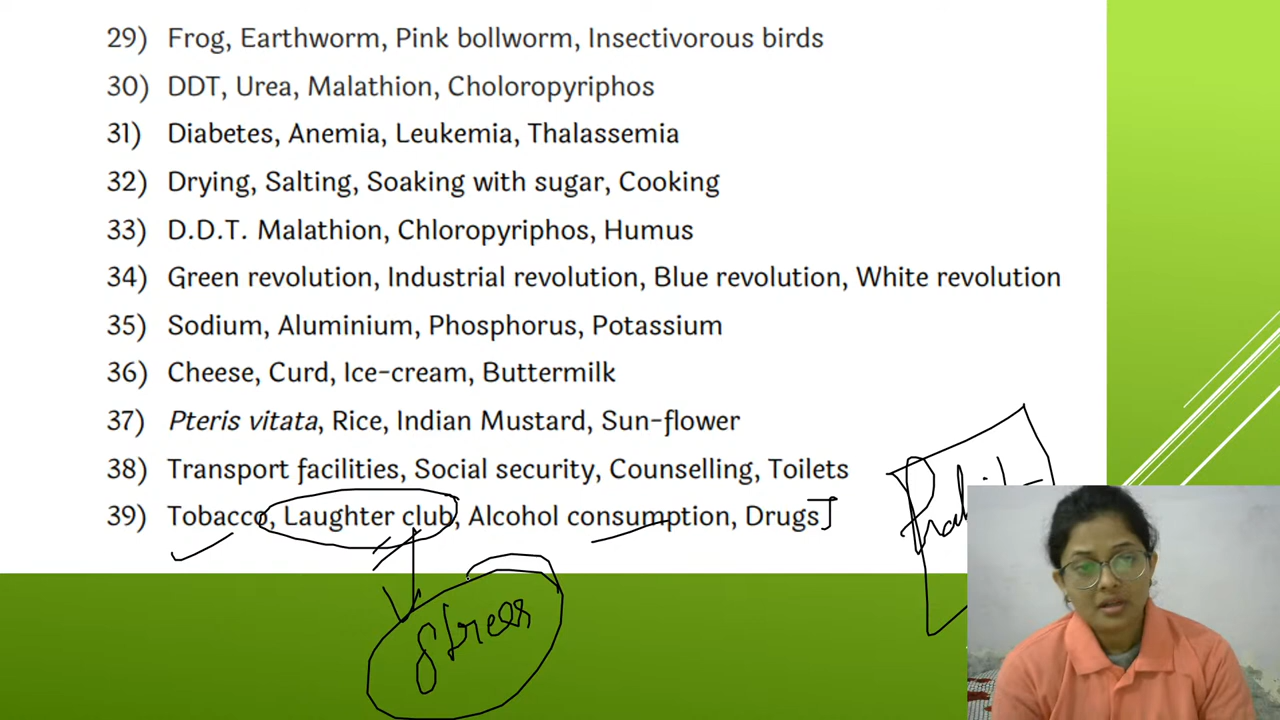 29) Frog, Earthworm, Pink bollworm, Insectivorous birds
30) DDT, Urea, Malathion, Choloropyriphos
31) Diabetes, Anemia, Leukemia, Thalassemia
32) Drying, Salting, Soaking with sugar, Cooking
33) D.D.T. Malathion, Chloropyriphos, Humus
34) Green revolution, Industrial revolution, Blue revolution, White revolution
35) Sodium, Aluminium, Phosphorus, Potassium
36) Cheese, Curd, Ice-cream, Buttermilk
37) Pteris vitata, Rice, Indian Mustard, Sun-flower
38) Transport facilities, Social security, Counselling, Toilets
39) Tobacco, Laughter club, Alcohol consumption, Drugs
Stress